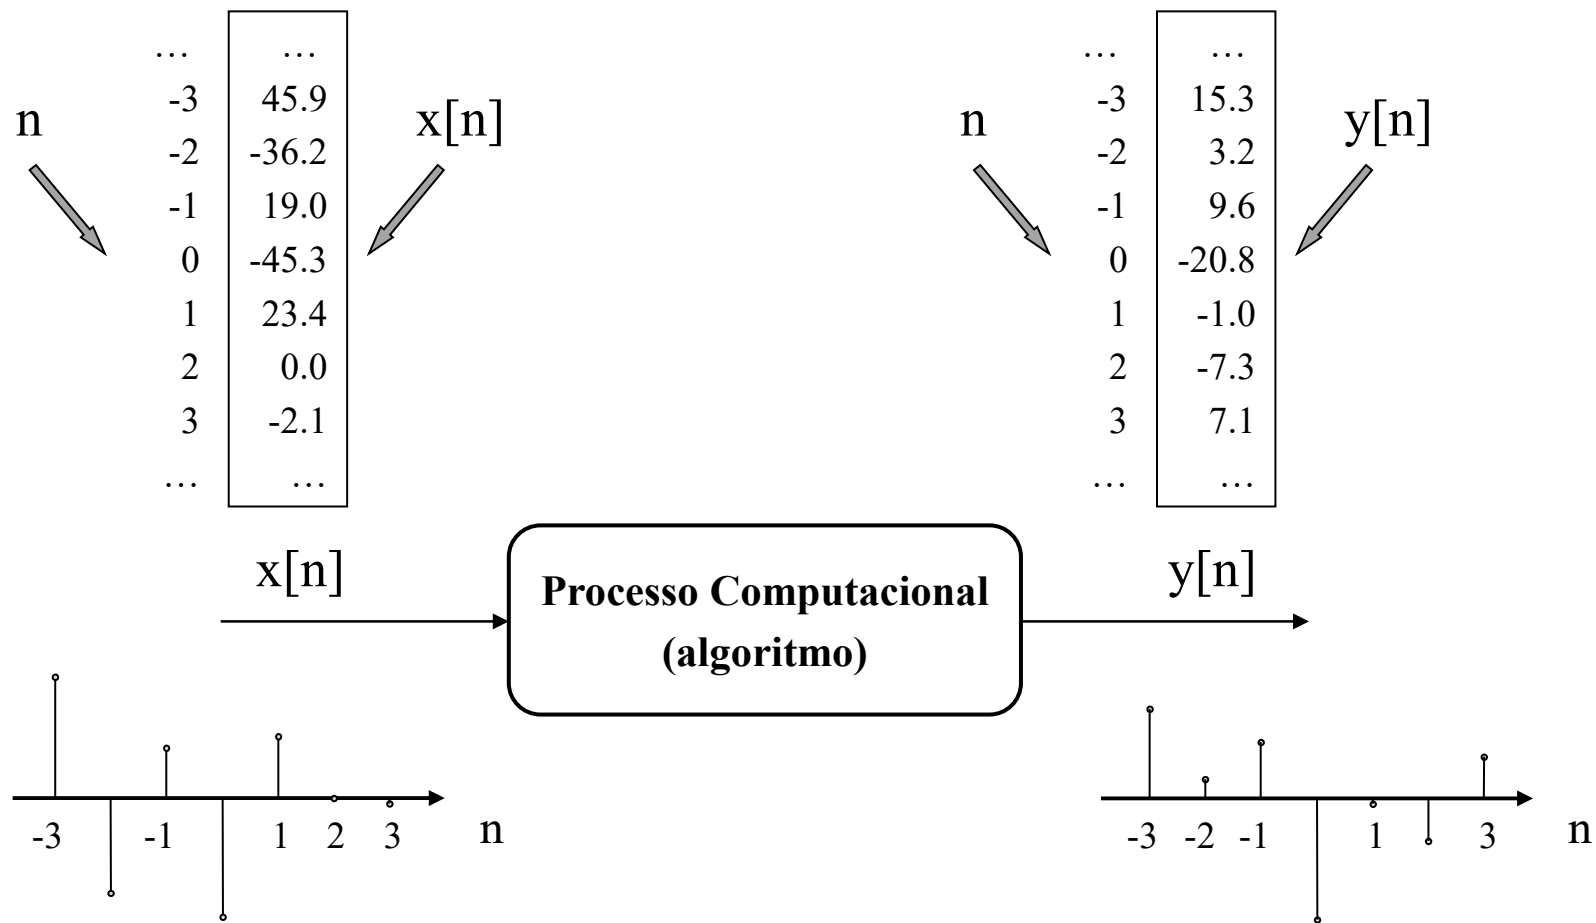 … …
-3 45.9
-2 -36.2
-1 19.0
0 -45.3
1 23.4
2 0.0
3 -2.1
… …
n
x[n]
… …
-3 15.3
-2 3.2
-1 9.6
0 -20.8
1 -1.0
2 -7.3
3 7.1
… …
n
y[n]
x[n]
Processo Computacional
(algoritmo)
y[n]
-3 -1 1 2 3 n
-3 -2 -1 1 3 n